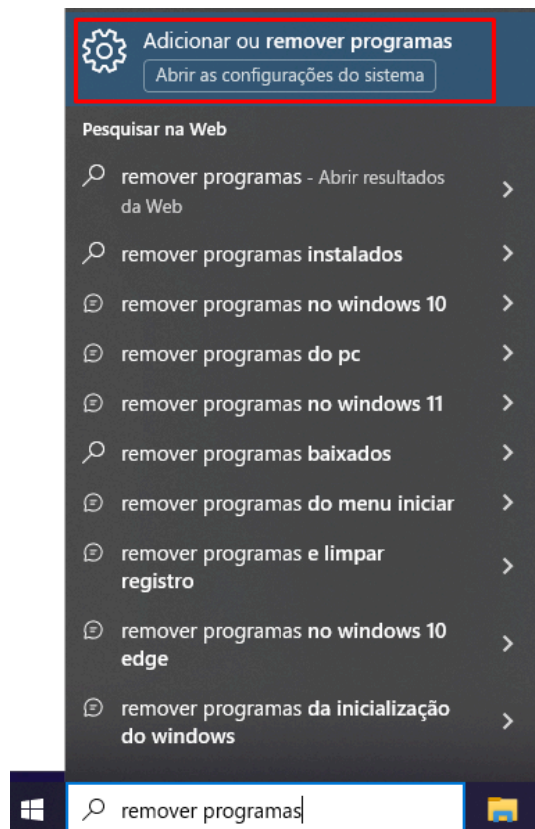 Adicionar ou remover programas
Abrir as configurações do sistema
Pesquisar na Web
remover programas - Abrir resultados
da Web
remover programas instalados
remover programas no windows 10
remover programas do pc
remover programas no windows 11
remover programas baixados
remover programas do menu iniciar
remover programas e limpar
registro
remover programas no windows 10
edge
remover programas da inicialização
do windows
remover programas